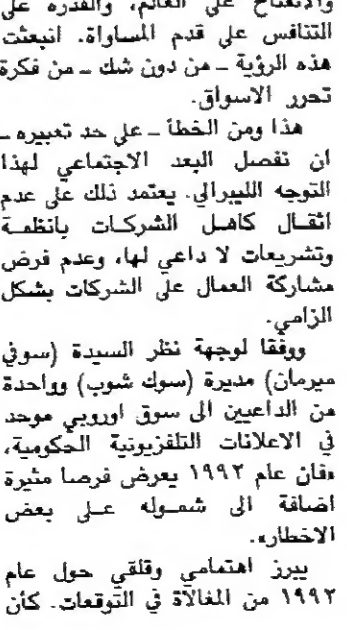 والانفتاح على العالم، والقدرة على
التنافس على قدم المساراة. انبعثت
هذه الرؤية ـ من دون شك ـ من فكرة
تحرر الاسواق.
هذا ومن الخطأ ـ على حد تعبيره ـ
ان تفصل البعد الاجتماعي لهذا
التوجه الليبرالي. يعتمد ذلك على عدم
اثقال كاهل الشركات بانظمة
وتشريعات لا داعي لها، وعدم فرض
مشاركة العمال على الشركات بشكل
الزامي.
ووفقا لوجهة نظر السيدة (سوفي
ميرمان) مديرة (سوك شوب) وواحدة
من الداعيين الى سوق اوروبي موحد
في الاعلانات التلفزيونية الحكومية،
«فان عام ١٩٩٢ يعرض فرصا مثيرة
اضافة الى شموله على بعض
الاخطار».
يبرز اهتمامي وقلقي حول عام
١٩٩٢ من المغالاة في التوقعات. كأن